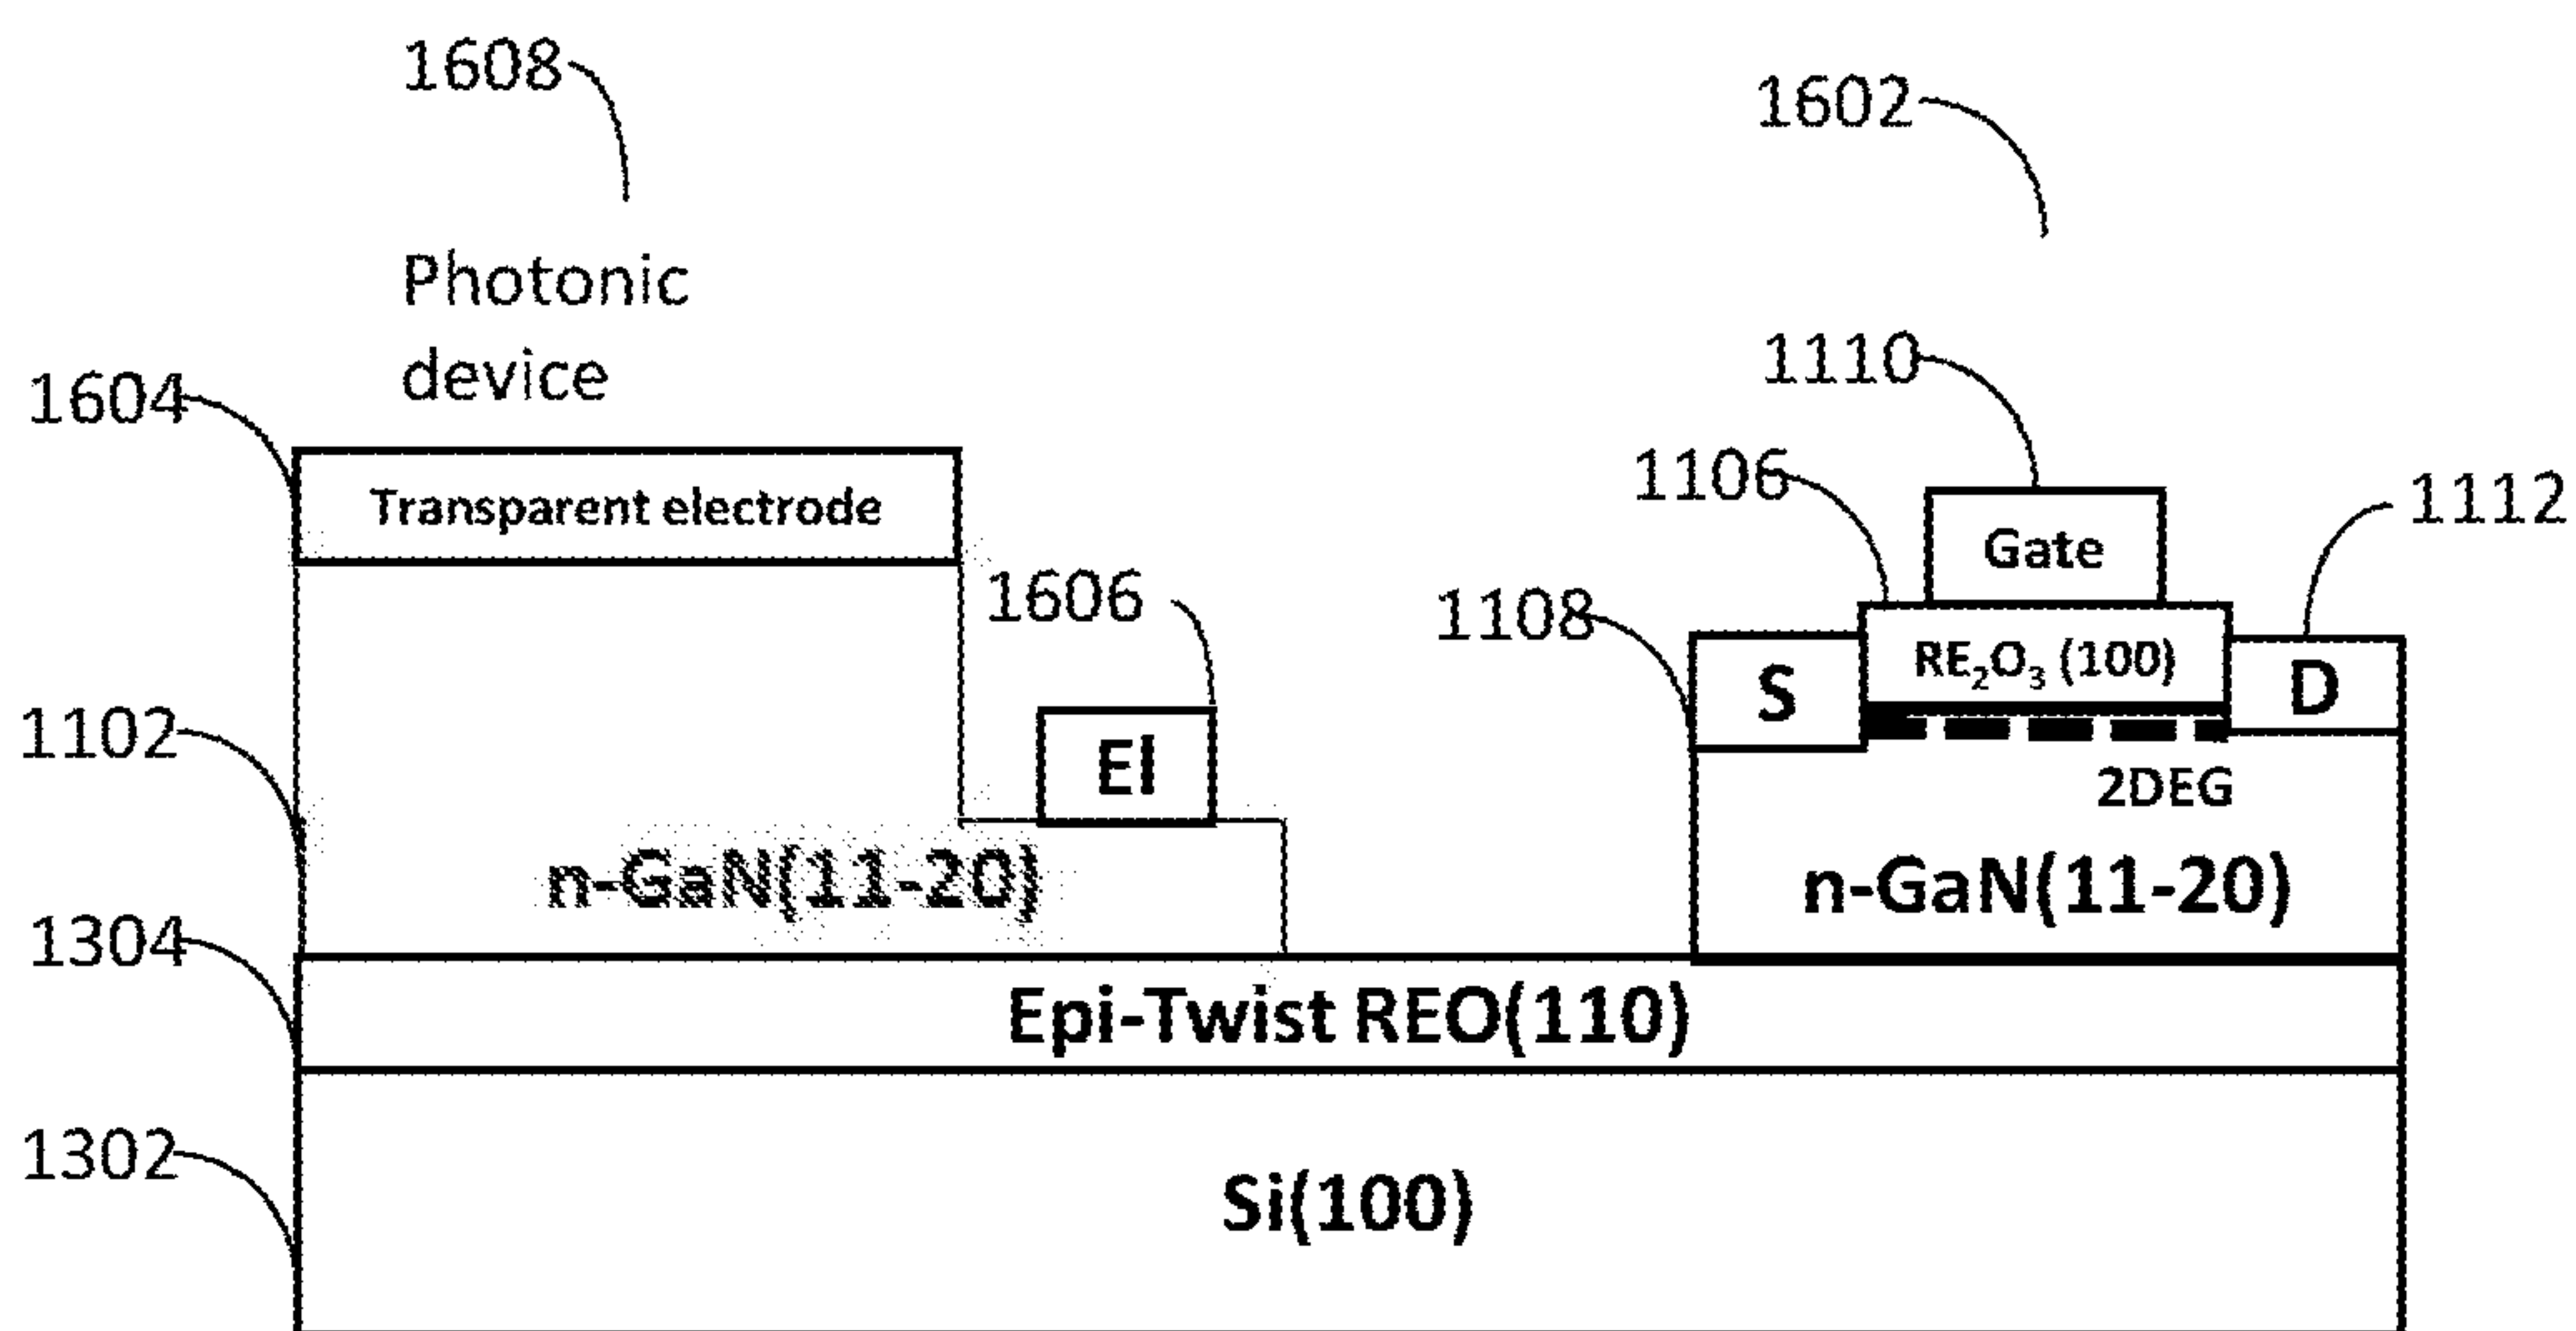 1608
1602
Photonic
device
1110
1604
1106
1112
Transparent electrode
Gate
1606
1108
RE₂O₃ (100)
S
D
1102
El
2DEG
n-GaN(11-20)
n-GaN(11-20)
1304
Epi-Twist REO(110)
1302
Si(100)